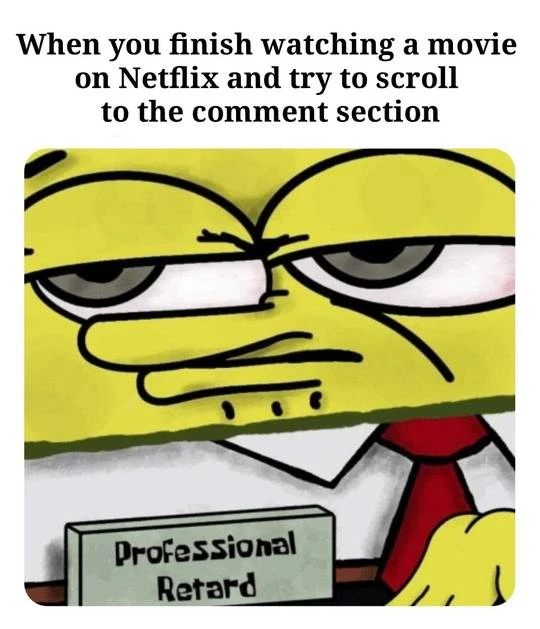 When you finish watching a movie
on Netflix and try to scroll
to the comment section
Professional
Retard